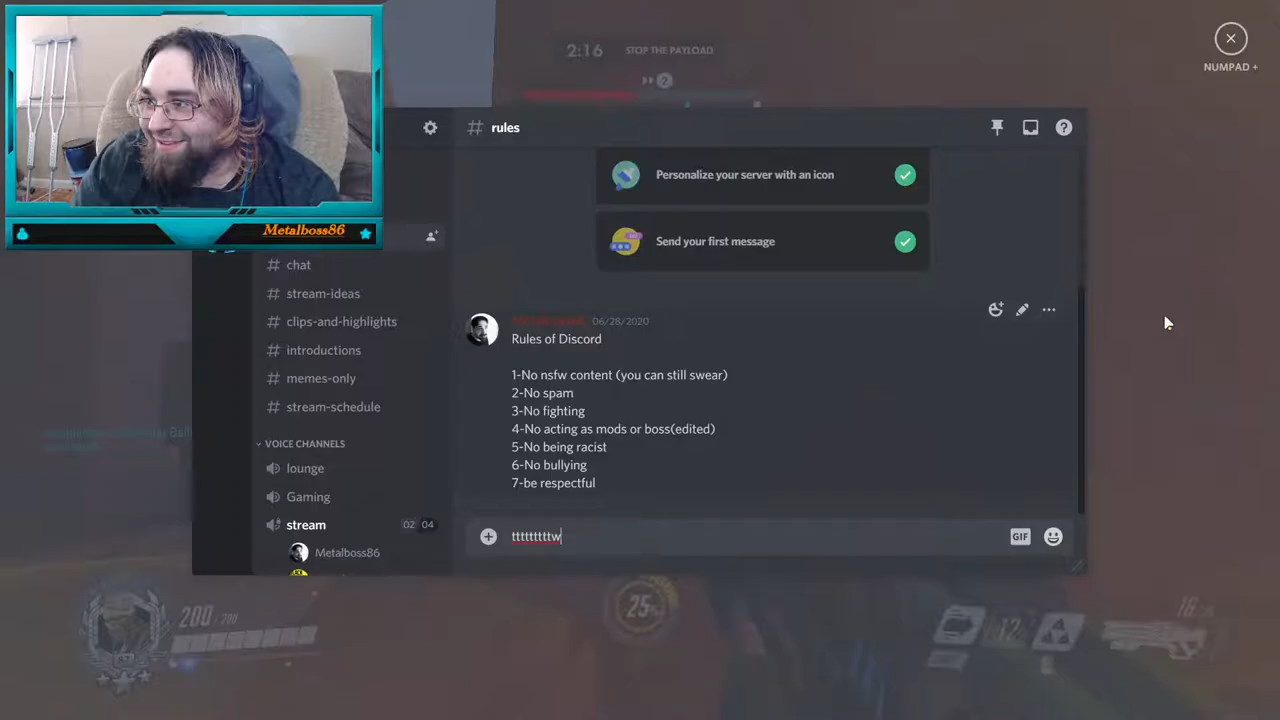 2:16 STOP THE PAYLOAD
NUMPAD +
# rules
Personalize your server with an icon
Send your first message
Metalboss86
# chat
# stream-ideas
# clips-and-highlights
# introductions
# memes-only
# stream-schedule
VOICE CHANNELS
lounge
Gaming
stream 02 04
Metalboss86
06/28/2020
Rules of Discord
1-No nsfw content (you can still swear)
2-No spam
3-No fighting
4-No acting as mods or boss(edited)
5-No being racist
6-No bullying
7-be respectful
tttttttttw
GIF
200/200
25%
12
16